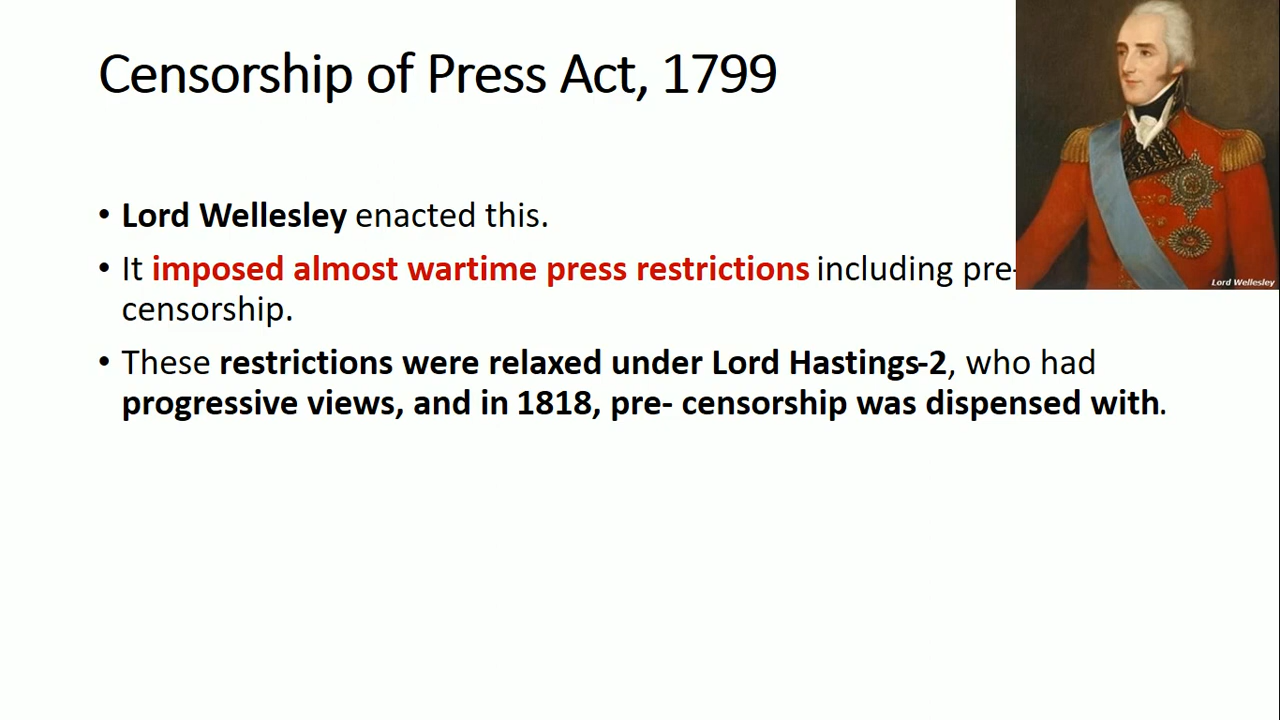 Censorship of Press Act, 1799
• Lord Wellesley enacted this.
• It imposed almost wartime press restrictions including pre-
censorship.
• These restrictions were relaxed under Lord Hastings-2, who had
progressive views, and in 1818, pre- censorship was dispensed with.
Lord Wellesley